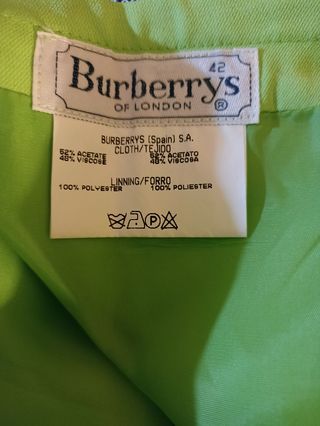 42
Burberrys
OF LONDON ®
BURBERRYS (Spain) S.A.
CLOTH/TEJIDO
52% ACETATE 52% ACETATO
48% VISCOSE 48% VISCOSA
LINNING/FORRO
100% POLYESTER 100% POLIESTER
P